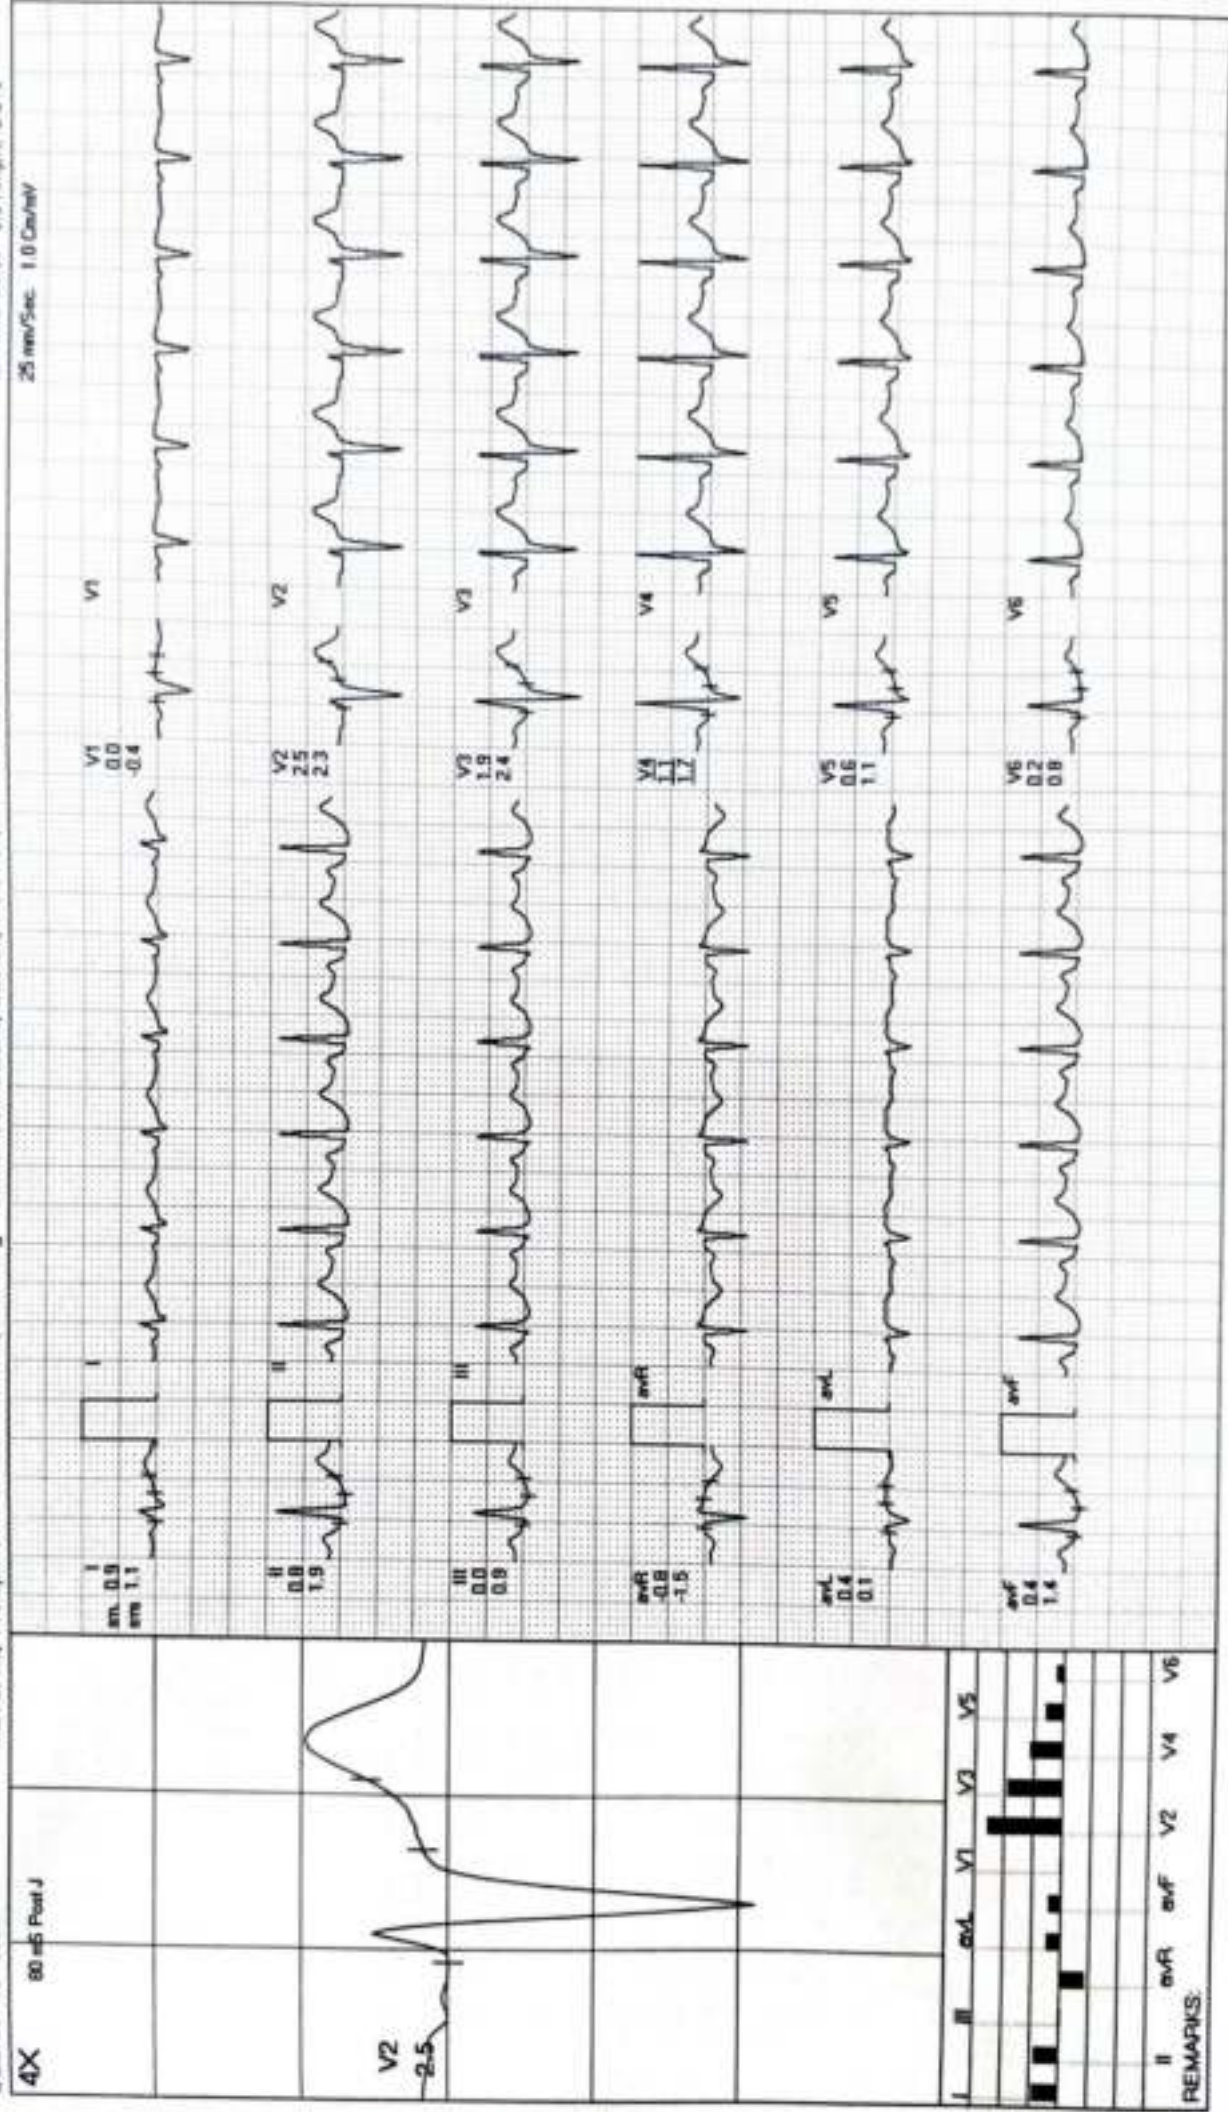 4X
80 mS Post J
25 mm/Sec. 1.0 Cm/mV
V2
2.5
I
0.9
1.1
I
V1
0.0
-0.4
V1
II
0.8
1.9
II
V2
2.5
2.3
V2
III
0.0
0.9
III
V3
1.9
2.4
V3
avR
-0.8
-1.5
avR
V4
1.1
1.7
V4
avL
0.4
0.1
avL
V5
0.6
1.1
V5
avF
0.4
1.4
avF
V6
0.2
0.8
V6
I III avL V1 V3 V5
II avR avF V2 V4 V6
REMARKS: